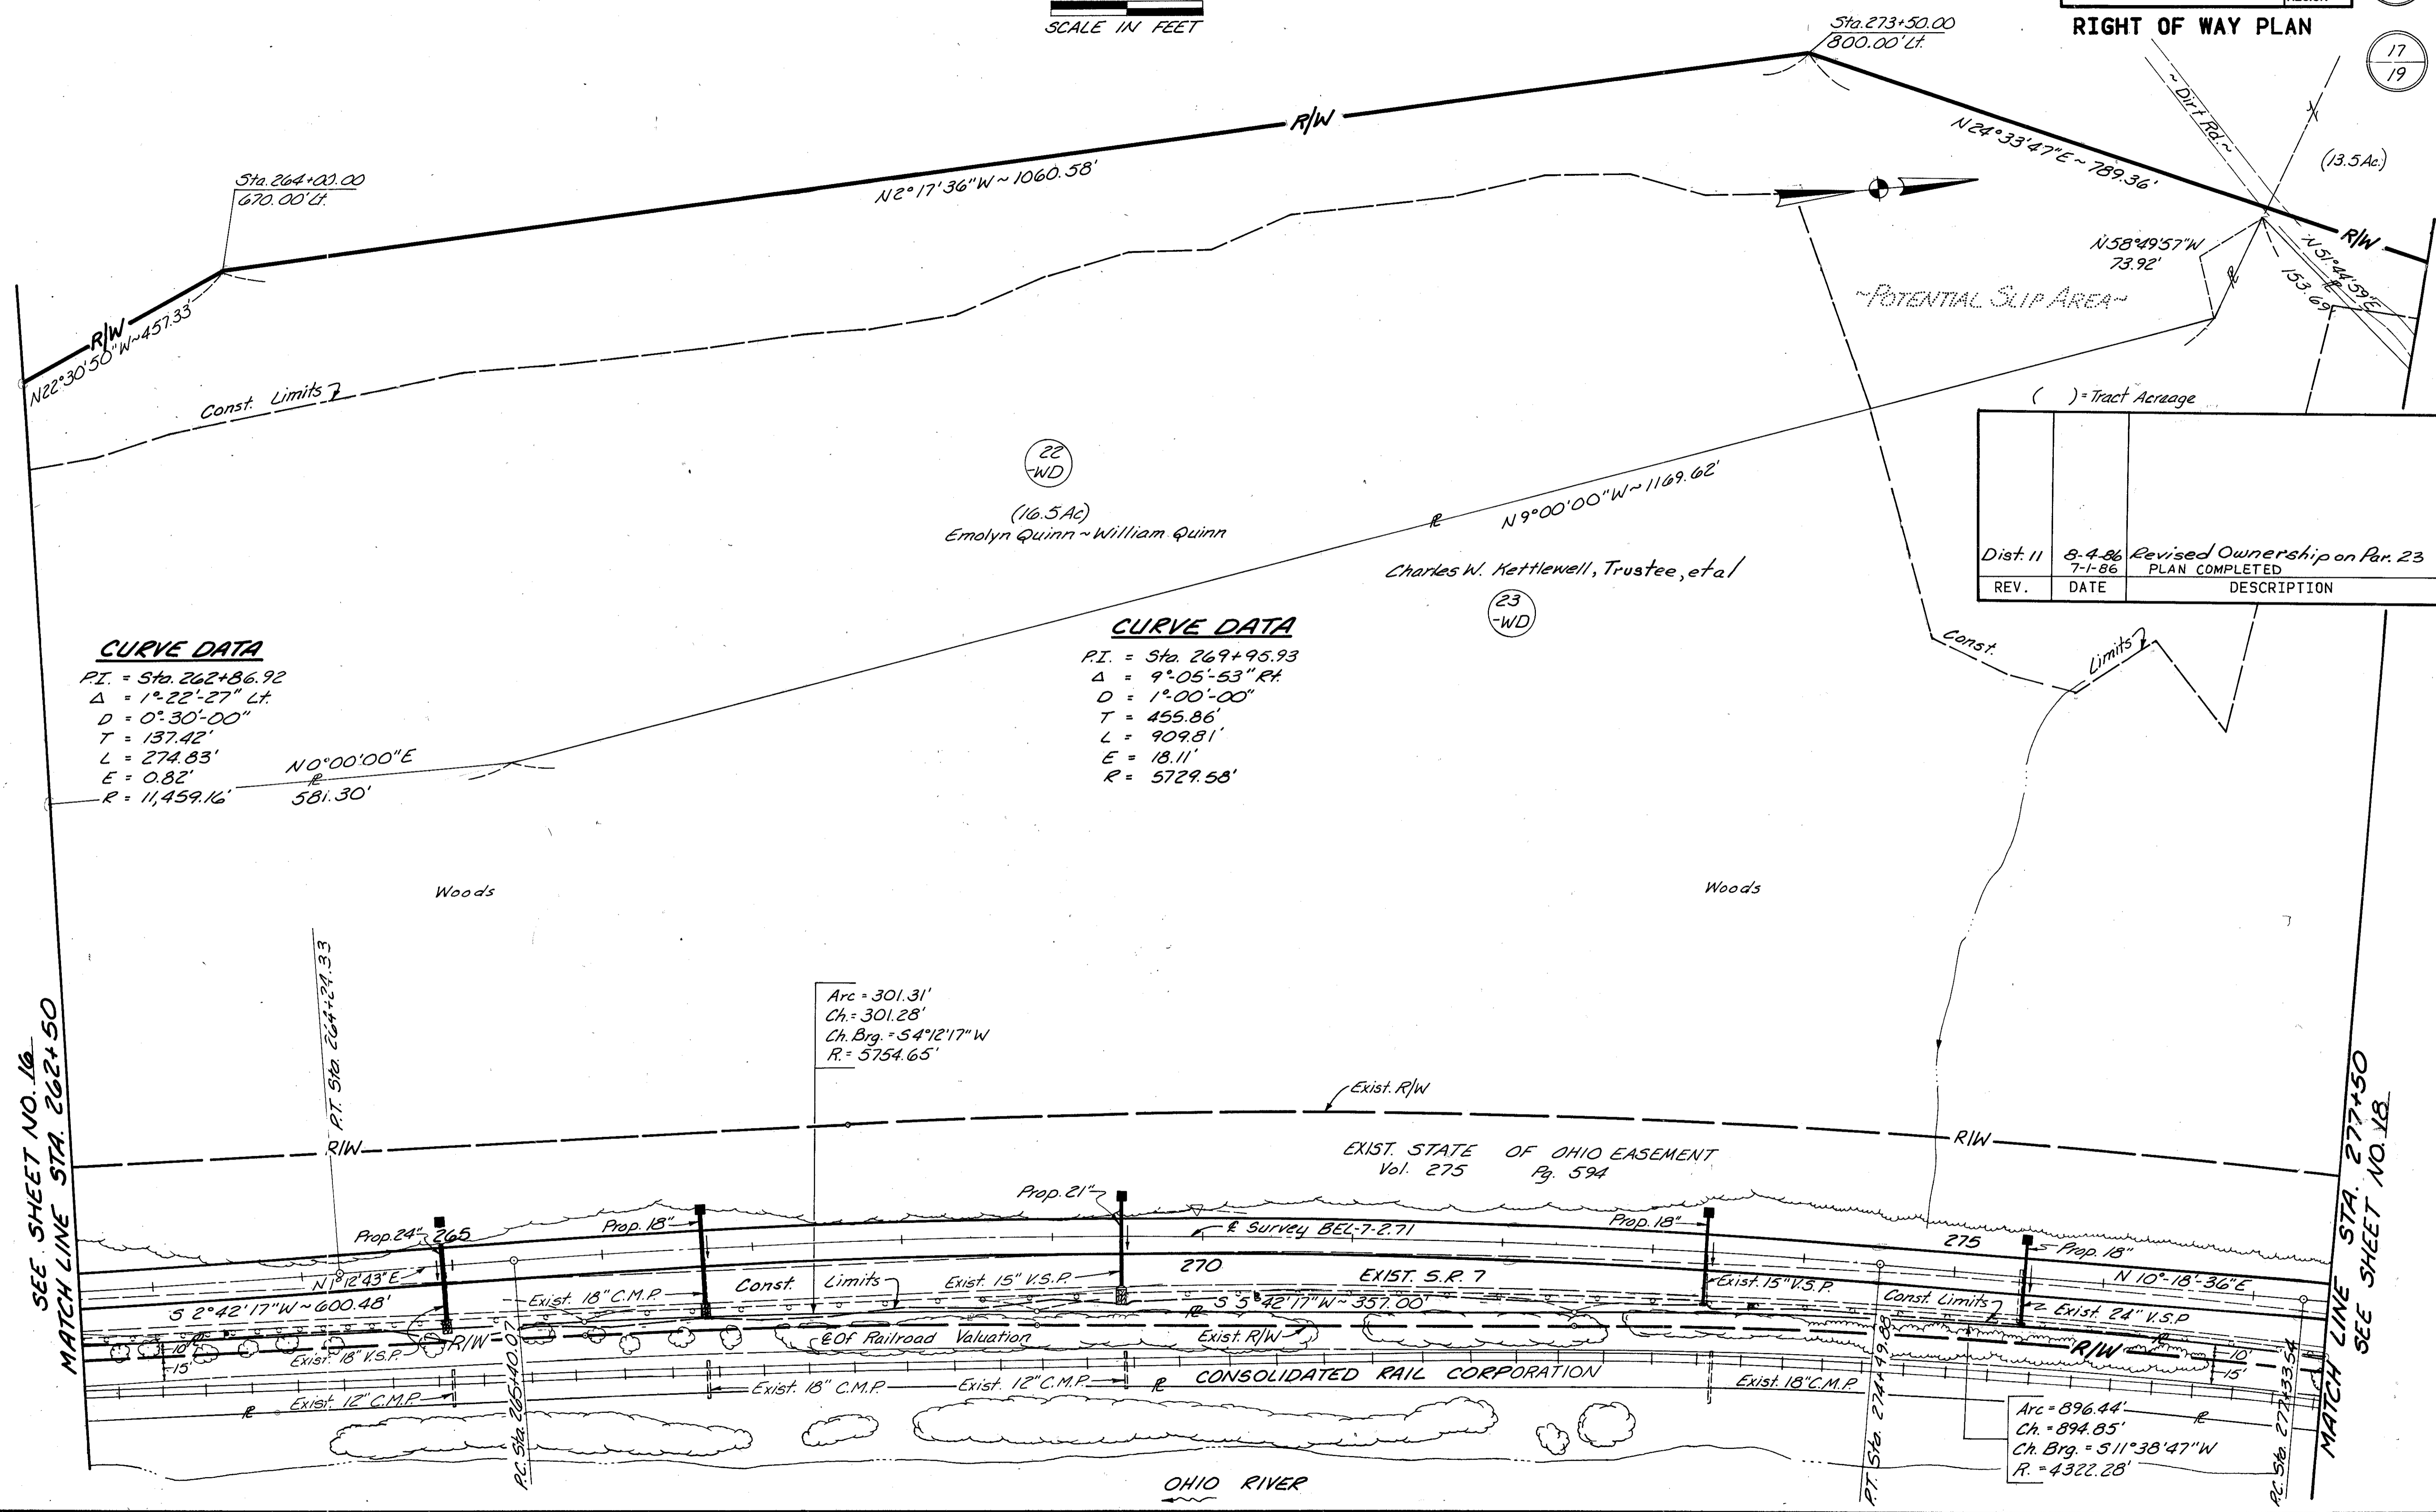 SCALE IN FEET
RIGHT OF WAY PLAN
17
19
Sta. 273+50.00
800.00' Lt.
~ Dirt Rd. ~
(13.5 Ac.)
R/W
N24°33'47"E ~ 789.36'
Sta. 264+00.00
670.00' Lt.
N2°17'36"W ~ 1060.58'
R/W
N58°49'57"W
73.92'
N51°44'59"E
153.69'
~POTENTIAL SLIP AREA~
R/W
N22°30'50"W ~ 457.33'
Const. Limits
( ) = Tract Acreage
22
-WD
(16.5 Ac)
Emolyn Quinn ~ William Quinn
N9°00'00"W ~ 1169.62'
Charles W. Kettlewell, Trustee, et al
23
-WD
Dist. 11 8-4-86 Revised Ownership on Par. 23
7-1-86 PLAN COMPLETED
REV. DATE DESCRIPTION
Const. Limits
CURVE DATA
P.I. = Sta. 262+86.92
Δ = 1°-22'-27" Lt.
D = 0°-30'-00"
T = 137.42'
L = 274.83'
E = 0.82'
R = 11,459.16'
N0°00'00"E
581.30'
CURVE DATA
P.I. = Sta. 269+95.93
Δ = 9°-05'-53" Rt.
D = 1°-00'-00"
T = 455.86'
L = 909.81'
E = 18.11'
R = 5729.58'
Woods
Woods
P.T. Sta. 264+24.33
Arc = 301.31'
Ch. = 301.28'
Ch. Brg. = S4°12'17"W
R. = 5754.65'
SEE SHEET NO. 16
MATCH LINE STA. 262+50
Exist. R/W
R/W
R/W
EXIST. STATE OF OHIO EASEMENT
Vol. 275 Pg. 594
MATCH LINE STA. 277+50
SEE SHEET NO. 18
Prop. 24"
265
Prop. 18"
Prop. 21"
℄ Survey BEL-7-2.71
Prop. 18"
275
Prop. 18"
N1°12'43"E
270
EXIST. S.R. 7
N 10°-18'-36"E
S 2°42'17"W ~ 600.48'
Exist. 18" C.M.P.
Const. Limits
Exist. 15" V.S.P.
S 5°42'17"W ~ 357.00'
Exist. 15" V.S.P.
Const. Limits
Exist. 24" V.S.P
10'
15'
Exist. 18" V.S.P.
R/W
℄ Of Railroad Valuation
Exist. R/W
R/W
10'
15'
Exist. 12" C.M.P.
Exist. 18" C.M.P.
Exist. 12" C.M.P.
CONSOLIDATED RAIL CORPORATION
Exist. 18" C.M.P.
P.C. Sta. 265+40.07
P.T. Sta. 274+49.88
P.C. Sta. 277+33.54
Arc = 896.44'
Ch. = 894.85'
Ch. Brg. = S11°38'47"W
R. = 4322.28'
OHIO RIVER